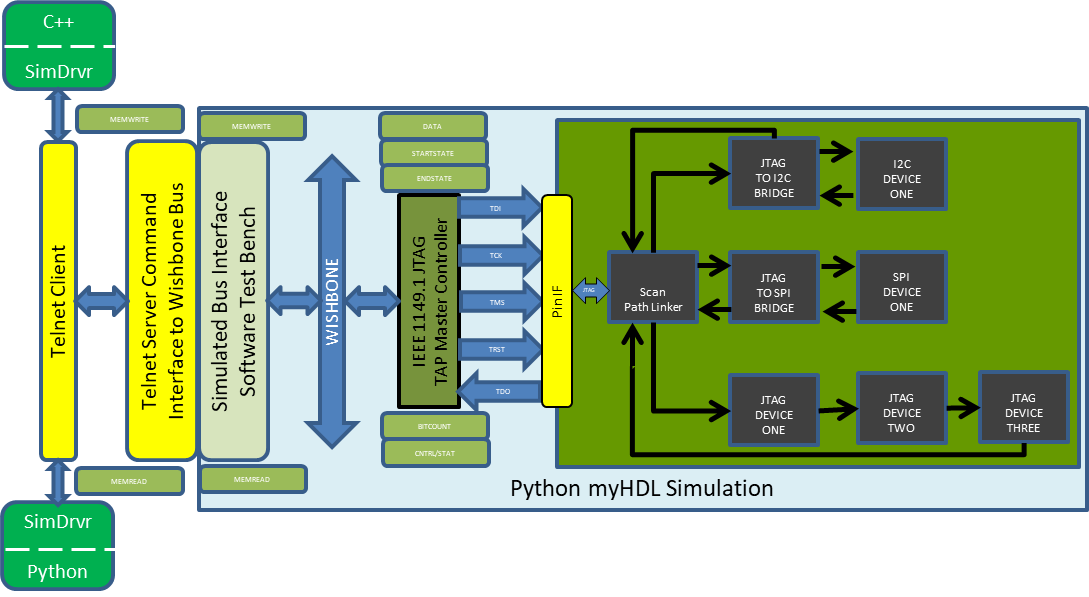 C++
SimDrvr
MEMWRITE
MEMWRITE
Telnet Client
Telnet Server Command
Interface to Wishbone Bus
Simulated Bus Interface
Software Test Bench
MEMREAD
MEMREAD
SimDrvr
Python
WISHBONE
DATA
STARTSTATE
ENDSTATE
IEEE1149.1 JTAG
TAP Master Controller
BITCOUNT
CNTRL/STAT
TDI
TCK
TMS
TRST
TDO
PinIF
JTAG
Scan
Path Linker
JTAG
TO I2C
BRIDGE
I2C
DEVICE
ONE
JTAG
TO SPI
BRIDGE
SPI
DEVICE
ONE
JTAG
DEVICE
ONE
JTAG
DEVICE
TWO
JTAG
DEVICE
THREE
Python myHDL Simulation